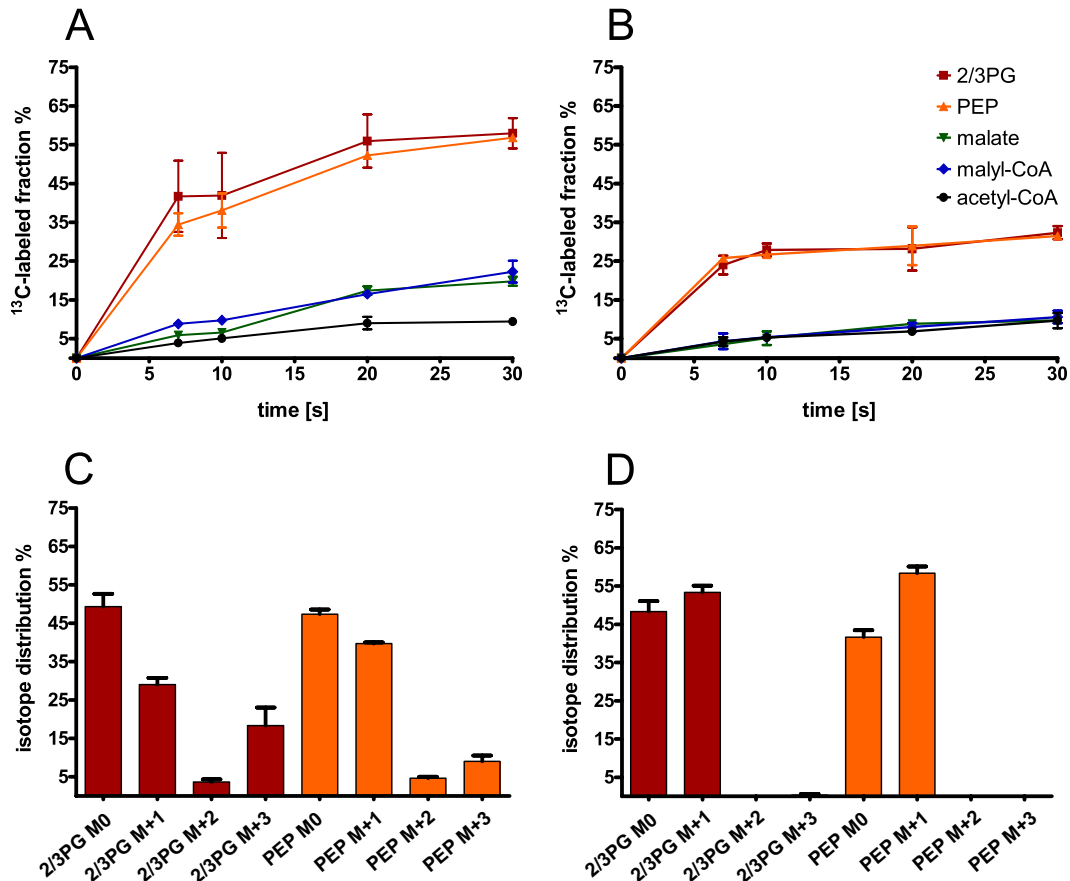 A
75
65
55
45
35
25
15
5
¹³C-labeled fraction %
0
5
10
15
20
25
30
time [s]
B
75
65
55
45
35
25
15
5
¹³C-labeled fraction %
0
5
10
15
20
25
30
time [s]
2/3PG
PEP
malate
malyl-CoA
acetyl-CoA
C
75
65
55
45
35
25
15
5
isotope distribution %
2/3PG M0
2/3PG M+1
2/3PG M+2
2/3PG M+3
PEP M0
PEP M+1
PEP M+2
PEP M+3
D
75
65
55
45
35
25
15
5
isotope distribution %
2/3PG M0
2/3PG M+1
2/3PG M+2
2/3PG M+3
PEP M0
PEP M+1
PEP M+2
PEP M+3